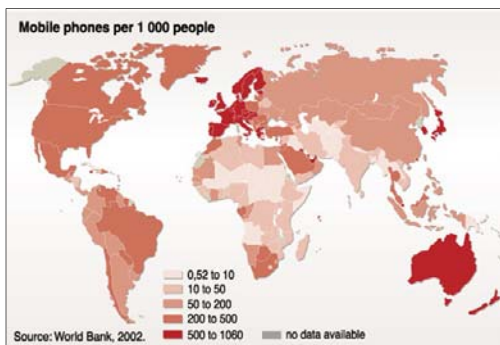 Mobile phones per 1 000 people
0,52 to 10
10 to 50
50 to 200
200 to 500
500 to 1060
no data available
Source: World Bank, 2002.